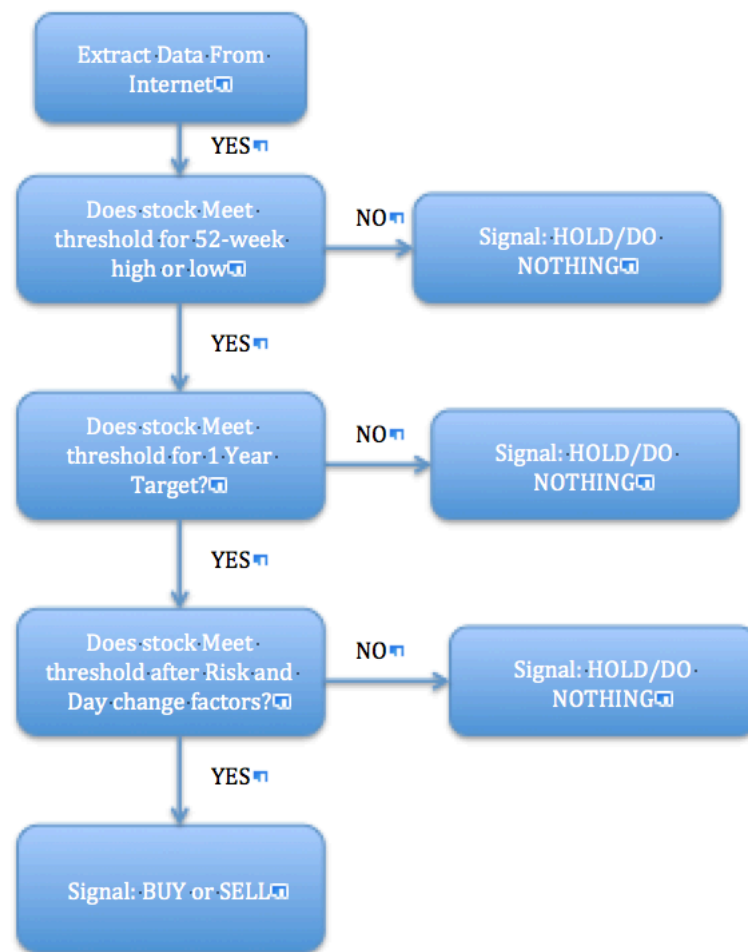 Extract Data From
Internet
YES
Does stock Meet
threshold for 52-week
high or low
NO
Signal: HOLD/DO
NOTHING
YES
Does stock Meet
threshold for 1 Year
Target?
NO
Signal: HOLD/DO
NOTHING
YES
Does stock Meet
threshold after Risk and
Day change factors?
NO
Signal: HOLD/DO
NOTHING
YES
Signal: BUY or SELL